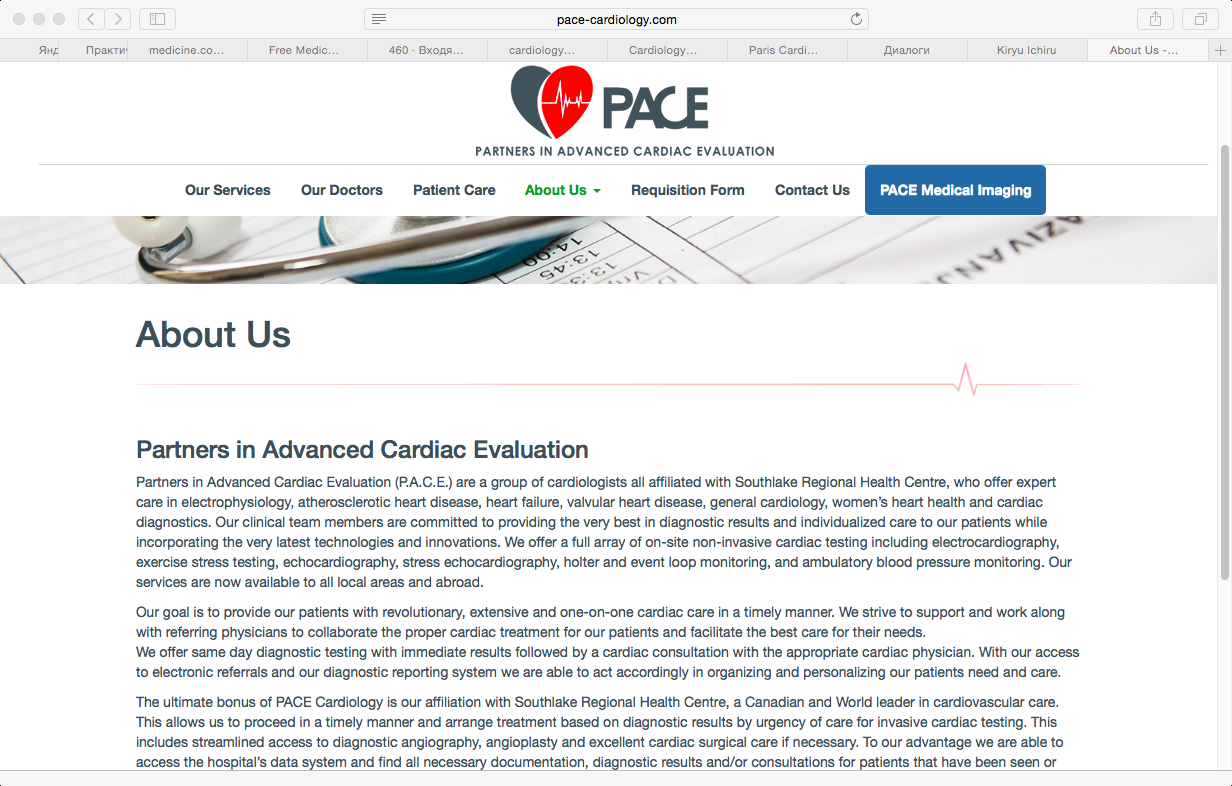 pace-cardiology.com
Янд
Практич
medicine.co...
Free Medic...
460 · Входя...
cardiology...
Cardiology...
Paris Cardi...
Диалоги
Kiryu Ichiru
About Us -...
PACE
PARTNERS IN ADVANCED CARDIAC EVALUATION
Our Services
Our Doctors
Patient Care
About Us
Requisition Form
Contact Us
PACE Medical Imaging
14:00
13:45
13:3
Vrij
AZIVANJ
About Us
Partners in Advanced Cardiac Evaluation
Partners in Advanced Cardiac Evaluation (P.A.C.E.) are a group of cardiologists all affiliated with Southlake Regional Health Centre, who offer expert
care in electrophysiology, atherosclerotic heart disease, heart failure, valvular heart disease, general cardiology, women’s heart health and cardiac
diagnostics. Our clinical team members are committed to providing the very best in diagnostic results and individualized care to our patients while
incorporating the very latest technologies and innovations. We offer a full array of on-site non-invasive cardiac testing including electrocardiography,
exercise stress testing, echocardiography, stress echocardiography, holter and event loop monitoring, and ambulatory blood pressure monitoring. Our
services are now available to all local areas and abroad.
Our goal is to provide our patients with revolutionary, extensive and one-on-one cardiac care in a timely manner. We strive to support and work along
with referring physicians to collaborate the proper cardiac treatment for our patients and facilitate the best care for their needs.
We offer same day diagnostic testing with immediate results followed by a cardiac consultation with the appropriate cardiac physician. With our access
to electronic referrals and our diagnostic reporting system we are able to act accordingly in organizing and personalizing our patients need and care.
The ultimate bonus of PACE Cardiology is our affiliation with Southlake Regional Health Centre, a Canadian and World leader in cardiovascular care.
This allows us to proceed in a timely manner and arrange treatment based on diagnostic results by urgency of care for invasive cardiac testing. This
includes streamlined access to diagnostic angiography, angioplasty and excellent cardiac surgical care if necessary. To our advantage we are able to
access the hospital’s data system and find all necessary documentation, diagnostic results and/or consultations for patients that have been seen or